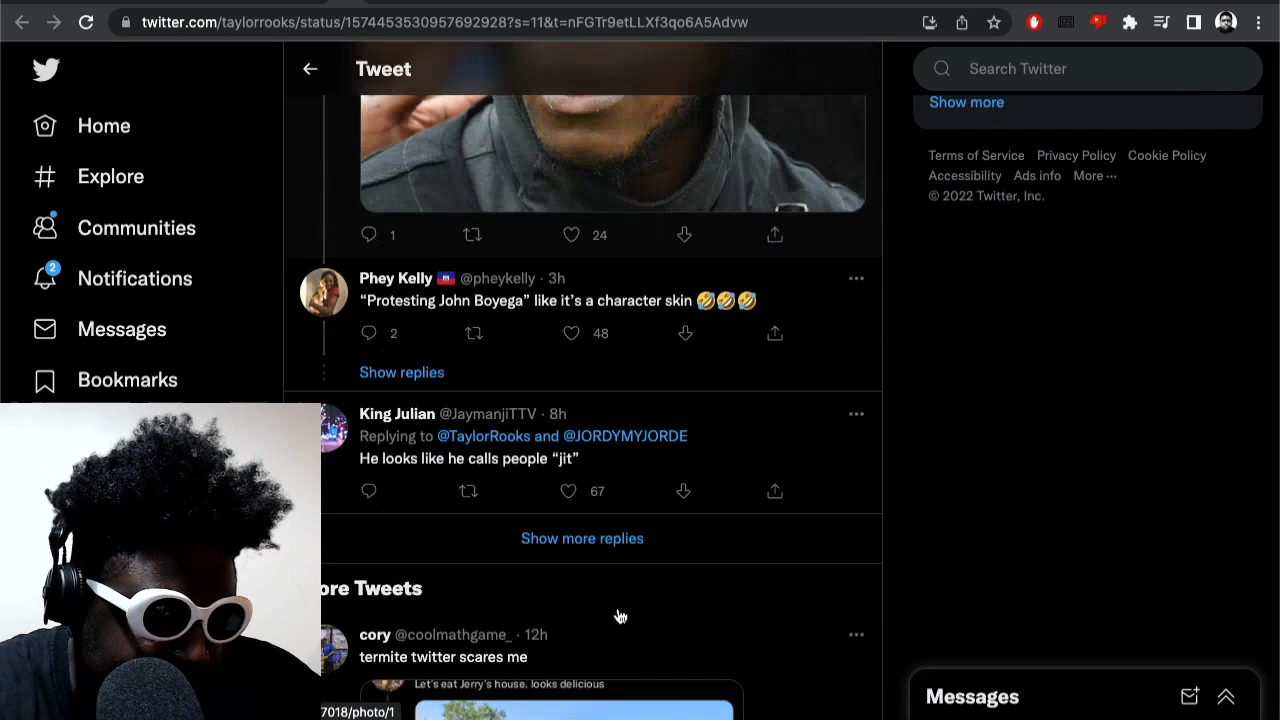 twitter.com/taylorrooks/status/1574453530957692928?s=11&t=nFGTr9etLLXf3qo6A5Advw
Home
Explore
Communities
2
Notifications
Messages
Bookmarks
Tweet
1
24
Phey Kelly 🇭🇹 @pheykelly · 3h
“Protesting John Boyega” like it’s a character skin 🤣🤣🤣
2
48
Show replies
King Julian @JaymanjiTTV · 8h
Replying to @TaylorRooks and @JORDYMYJORDE
He looks like he calls people “jit”
67
Show more replies
ore Tweets
cory @coolmathgame_ · 12h
termite twitter scares me
Let's eat Jerry's house. looks delicious
7018/photo/1
Search Twitter
Show more
Terms of Service Privacy Policy Cookie Policy
Accessibility Ads info More ···
© 2022 Twitter, Inc.
Messages